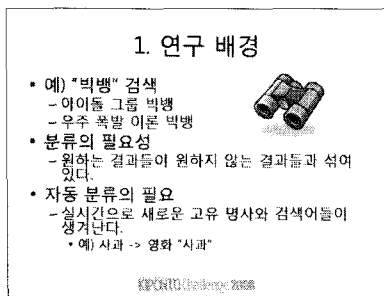 1. 연구 배경
• 예) "빅뱅" 검색
– 아이돌 그룹 빅뱅
– 우주 폭발 이론 빅뱅
• 분류의 필요성
– 원하는 결과들이 원하지 않는 결과들과 섞여
있다.
• 자동 분류의 필요
– 실시간으로 새로운 고유 명사와 검색어들이
생겨난다.
• 예) 사과 -> 영화 "사과"
Challenge 2008